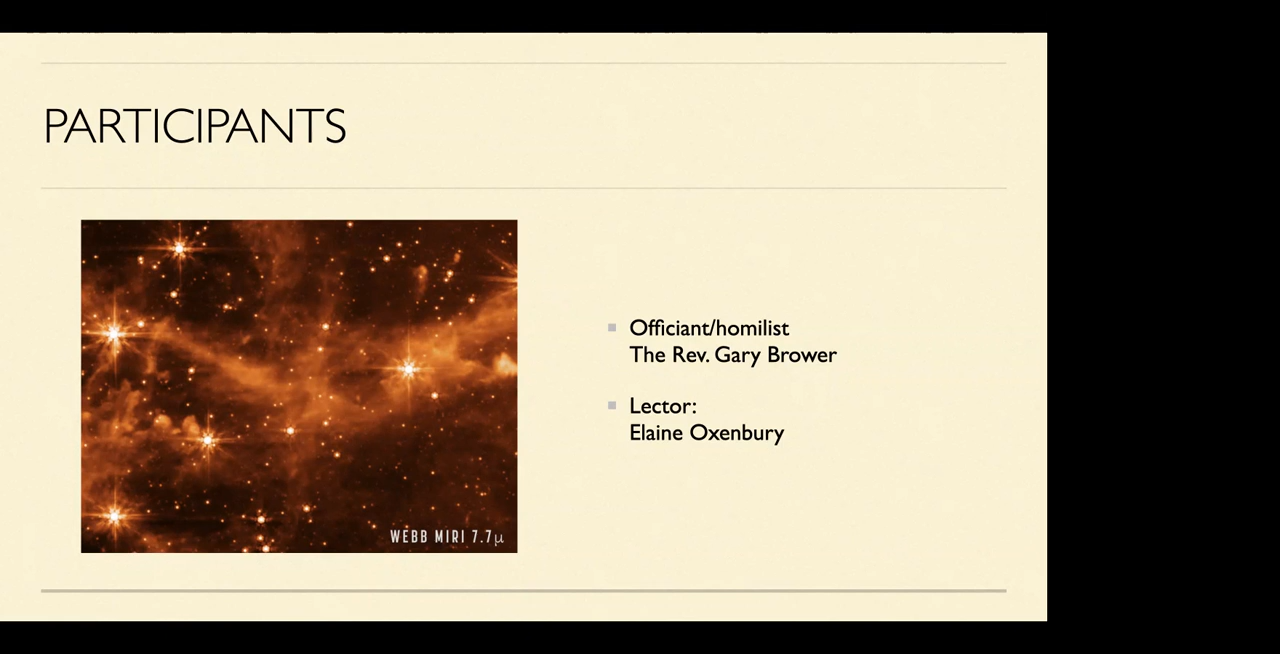 PARTICIPANTS
WEBB MIRI 7.7μ
Officiant/homilist
The Rev. Gary Brower
Lector:
Elaine Oxenbury